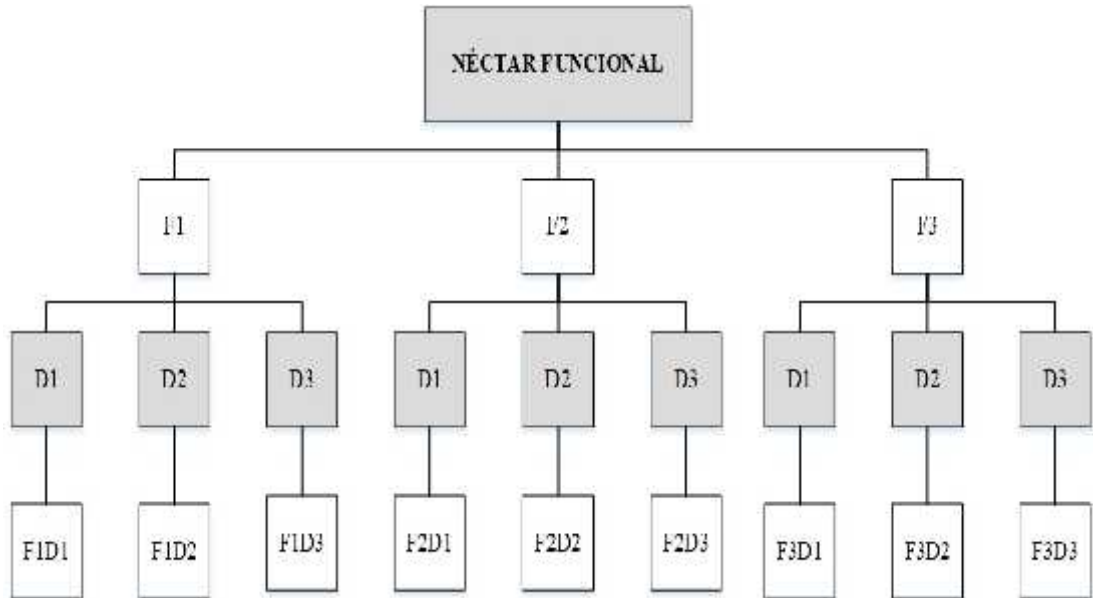 NÉCTAR FUNCIONAL
F1 F2 F3
D1 D2 D3 D1 D2 D3 D1 D2 D3
F1D1 F1D2 F1D3 F2D1 F2D2 F2D3 F3D1 F3D2 F3D3